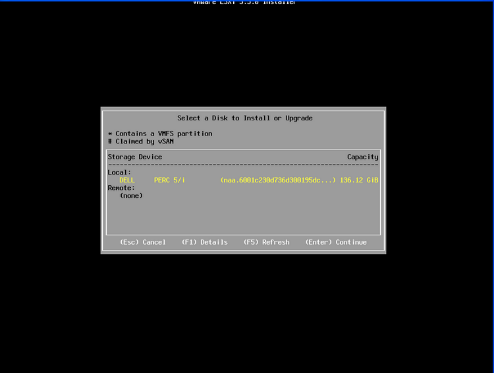 VMware ESXi 5.5.0 Installer
Select a Disk to Install or Upgrade
* Contains a VMFS partition
# Claimed by vSAN
Storage Device Capacity
Local:
DELL PERC 5/i (naa.6001c230d736d300195dc...) 136.12 GiB
Remote:
(none)
(Esc) Cancel (F1) Details (F5) Refresh (Enter) Continue